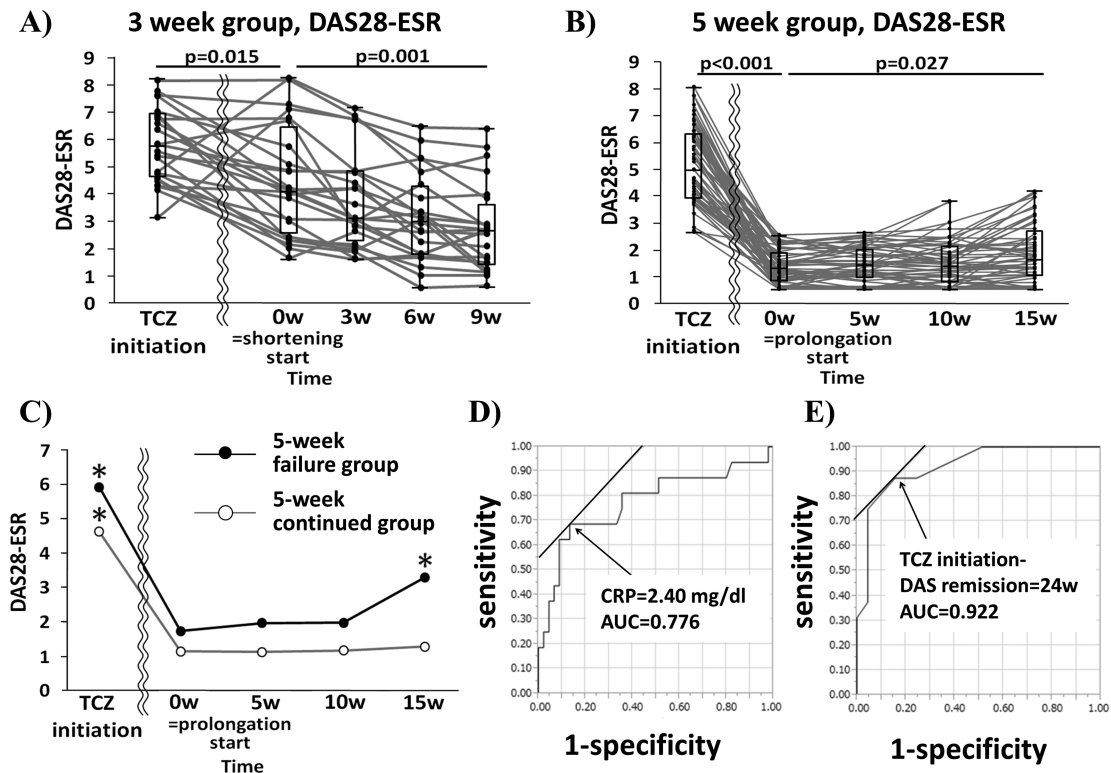 A)
3 week group, DAS28-ESR
p=0.015
p=0.001
9
8
7
6
5
4
3
2
1
0
DAS28-ESR
TCZ
initiation
0w
3w
6w
9w
=shortening
start
Time
B)
5 week group, DAS28-ESR
p<0.001
p=0.027
9
8
7
6
5
4
3
2
1
0
DAS28-ESR
TCZ
initiation
0w
5w
10w
15w
=prolongation
start
Time
C)
7
6
5
4
3
2
1
0
DAS28-ESR
*
*
*
5-week
failure group
5-week
continued group
TCZ
initiation
0w
5w
10w
15w
=prolongation
start
Time
D)
1.00
0.90
0.80
0.70
0.60
0.50
0.40
0.30
0.20
0.10
0.00
sensitivity
CRP=2.40 mg/dl
AUC=0.776
0.00
0.20
0.40
0.60
0.80
1.00
1-specificity
E)
1.00
0.90
0.80
0.70
0.60
0.50
0.40
0.30
0.20
0.10
0.00
sensitivity
TCZ initiation-
DAS remission=24w
AUC=0.922
0.00
0.20
0.40
0.60
0.80
1.00
1-specificity